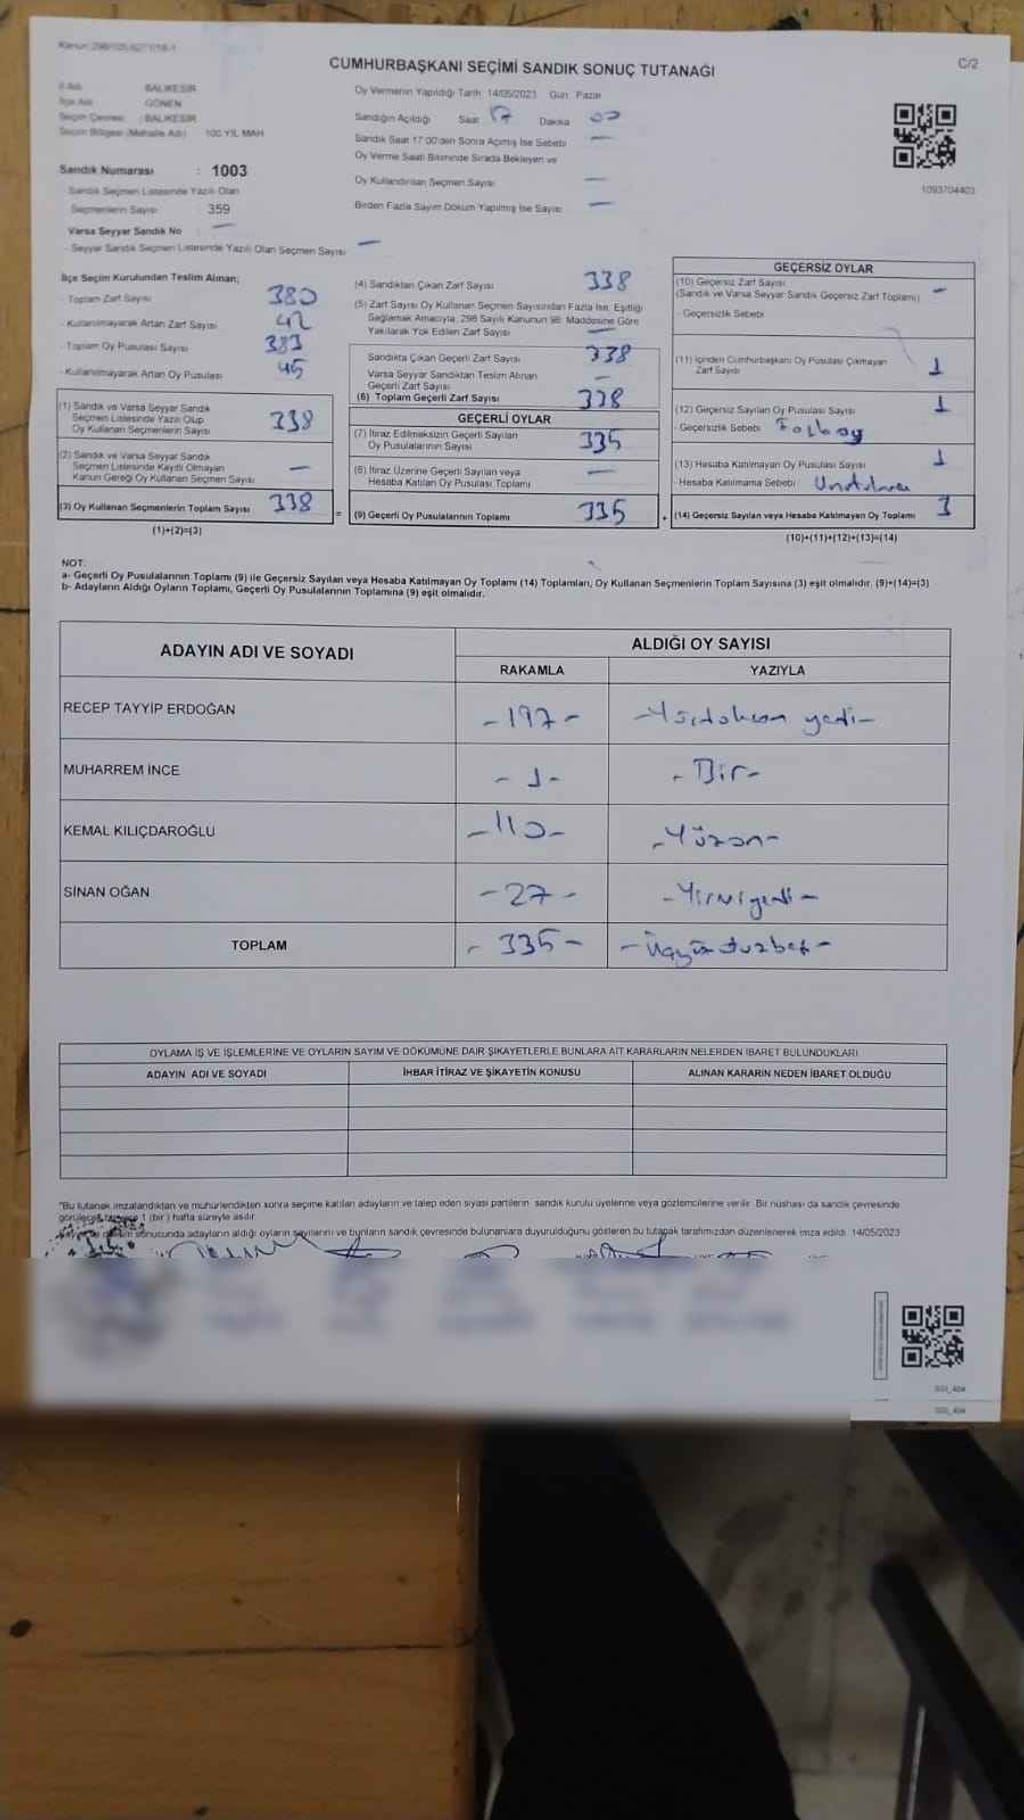 Kanun:298/105,6271/18-1
CUMHURBAŞKANI SEÇİMİ SANDIK SONUÇ TUTANAĞI
C/2
İl Adı : BALIKESİR
İlçe Adı : GÖNEN
Seçim Çevresi : BALIKESİR
Seçim Bölgesi (Mahalle Adı) : 100 YIL MAH
Oy Vermenin Yapıldığı Tarih: 14/05/2023 Gün: Pazar
Sandığın Açıldığı Saat 17 Dakika 00
Sandık Saat 17:00'den Sonra Açılmış İse Sebebi —
Oy Verme Saati Bitiminde Sırada Bekleyen ve
Oy Kullandırılan Seçmen Sayısı —
Birden Fazla Sayım Döküm Yapılmış İse Sayısı —
1093704403
Sandık Numarası : 1003
Sandık Seçmen Listesinde Yazılı Olan
Seçmenlerin Sayısı 359
Varsa Seyyar Sandık No —
- Seyyar Sandık Seçmen Listesinde Yazılı Olan Seçmen Sayısı —
İlçe Seçim Kurulundan Teslim Alınan;
- Toplam Zarf Sayısı 380
- Kullanılmayarak Artan Zarf Sayısı 42
- Toplam Oy Pusulası Sayısı 383
- Kullanılmayarak Artan Oy Pusulası 45
(1) Sandık ve Varsa Seyyar Sandık
Seçmen Listesinde Yazılı Olup
Oy Kullanan Seçmenlerin Sayısı 338
(2) Sandık ve Varsa Seyyar Sandık
Seçmen Listesinde Kayıtlı Olmayan
Kanun Gereği Oy Kullanan Seçmen Sayısı —
(3) Oy Kullanan Seçmenlerin Toplam Sayısı 338
(1)+(2)=(3)
=
(4) Sandıktan Çıkan Zarf Sayısı 338
(5) Zarf Sayısı Oy Kullanan Seçmen Sayısından Fazla İse, Eşitliği
Sağlamak Amacıyla, 298 Sayılı Kanunun 98. Maddesine Göre
Yakılarak Yok Edilen Zarf Sayısı —
Sandıkta Çıkan Geçerli Zarf Sayısı 338
Varsa Seyyar Sandıktan Teslim Alınan
Geçerli Zarf Sayısı —
(6) Toplam Geçerli Zarf Sayısı 338
GEÇERLİ OYLAR
(7) İtiraz Edilmeksizin Geçerli Sayılan
Oy Pusulalarının Sayısı 335
(8) İtiraz Üzerine Geçerli Sayılan veya
Hesaba Katılan Oy Pusulası Toplamı —
(9) Geçerli Oy Pusulalarının Toplamı 335
+
GEÇERSİZ OYLAR
(10) Geçersiz Zarf Sayısı
(Sandık ve Varsa Seyyar Sandık Geçersiz Zarf Toplamı) —
- Geçersizlik Sebebi
(11) İçinden Cumhurbaşkanı Oy Pusulası Çıkmayan
Zarf Sayısı 1
(12) Geçersiz Sayılan Oy Pusulası Sayısı 1
- Geçersizlik Sebebi
(13) Hesaba Katılmayan Oy Pusulası Sayısı 1
- Hesaba Katılmama Sebebi
(14) Geçersiz Sayılan veya Hesaba Katılmayan Oy Toplamı 3
(10)+(11)+(12)+(13)=(14)
NOT:
a- Geçerli Oy Pusulalarının Toplamı (9) ile Geçersiz Sayılan veya Hesaba Katılmayan Oy Toplamı (14) Toplamları, Oy Kullanan Seçmenlerin Toplam Sayısına (3) eşit olmalıdır. (9)+(14)=(3)
b- Adayların Aldığı Oyların Toplamı, Geçerli Oy Pusulalarının Toplamına (9) eşit olmalıdır.
ADAYIN ADI VE SOYADI ALDIĞI OY SAYISI
RAKAMLA YAZIYLA
RECEP TAYYİP ERDOĞAN -197- -Yüzdoksan yedi-
MUHARREM İNCE -1- -Bir-
KEMAL KILIÇDAROĞLU -110- -Yüzon-
SİNAN OĞAN -27- -Yirmiyedi-
TOPLAM -335- -Üçyüzotuzbeş-
OYLAMA İŞ VE İŞLEMLERİNE VE OYLARIN SAYIM VE DÖKÜMÜNE DAİR ŞİKAYETLERLE BUNLARA AİT KARARLARIN NELERDEN İBARET BULUNDUKLARI
ADAYIN ADI VE SOYADI İHBAR İTİRAZ VE ŞİKAYETİN KONUSU ALINAN KARARIN NEDEN İBARET OLDUĞU
"Bu tutanak imzalandıktan ve mühürlendikten sonra seçime katılan adayların ve talep eden siyasi partilerin sandık kurulu üyelerine veya gözlemcilerine verilir. Bir nüshası da sandık çevresinde
1 (bir) hafta süreyle asılır.
sonucunda adayların aldığı oyların sayılarını ve bunların sandık çevresinde bulunanlara duyurulduğunu gösteren bu tutanak tarafımızdan düzenlenerek imza edildi. 14/05/2023